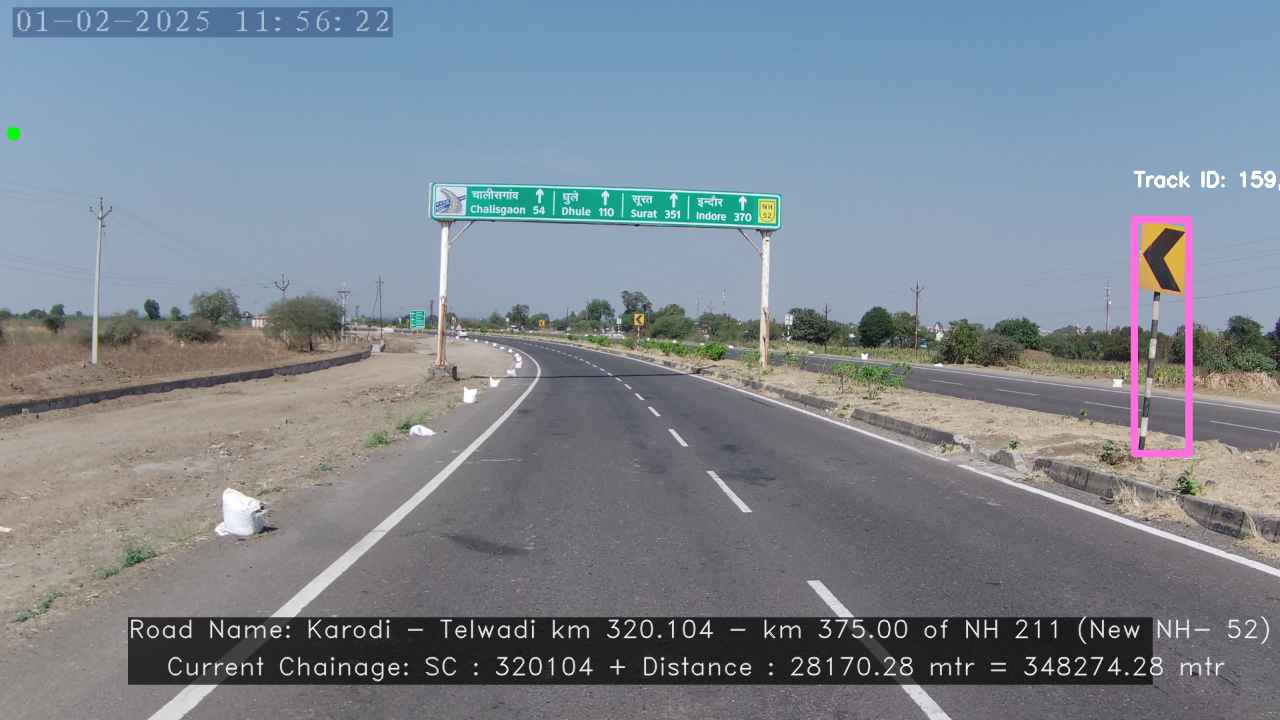 01-02-2025 11:56:22
Track ID: 159.
चालीसगांव
Chalisgaon 54
धुले
Dhule 110
सूरत
Surat 351
इन्दौर
Indore 370
NH
52
Road Name: Karodi - Telwadi km 320.104 - km 375.00 of NH 211 (New NH- 52)
Current Chainage: SC : 320104 + Distance : 28170.28 mtr = 348274.28 mtr